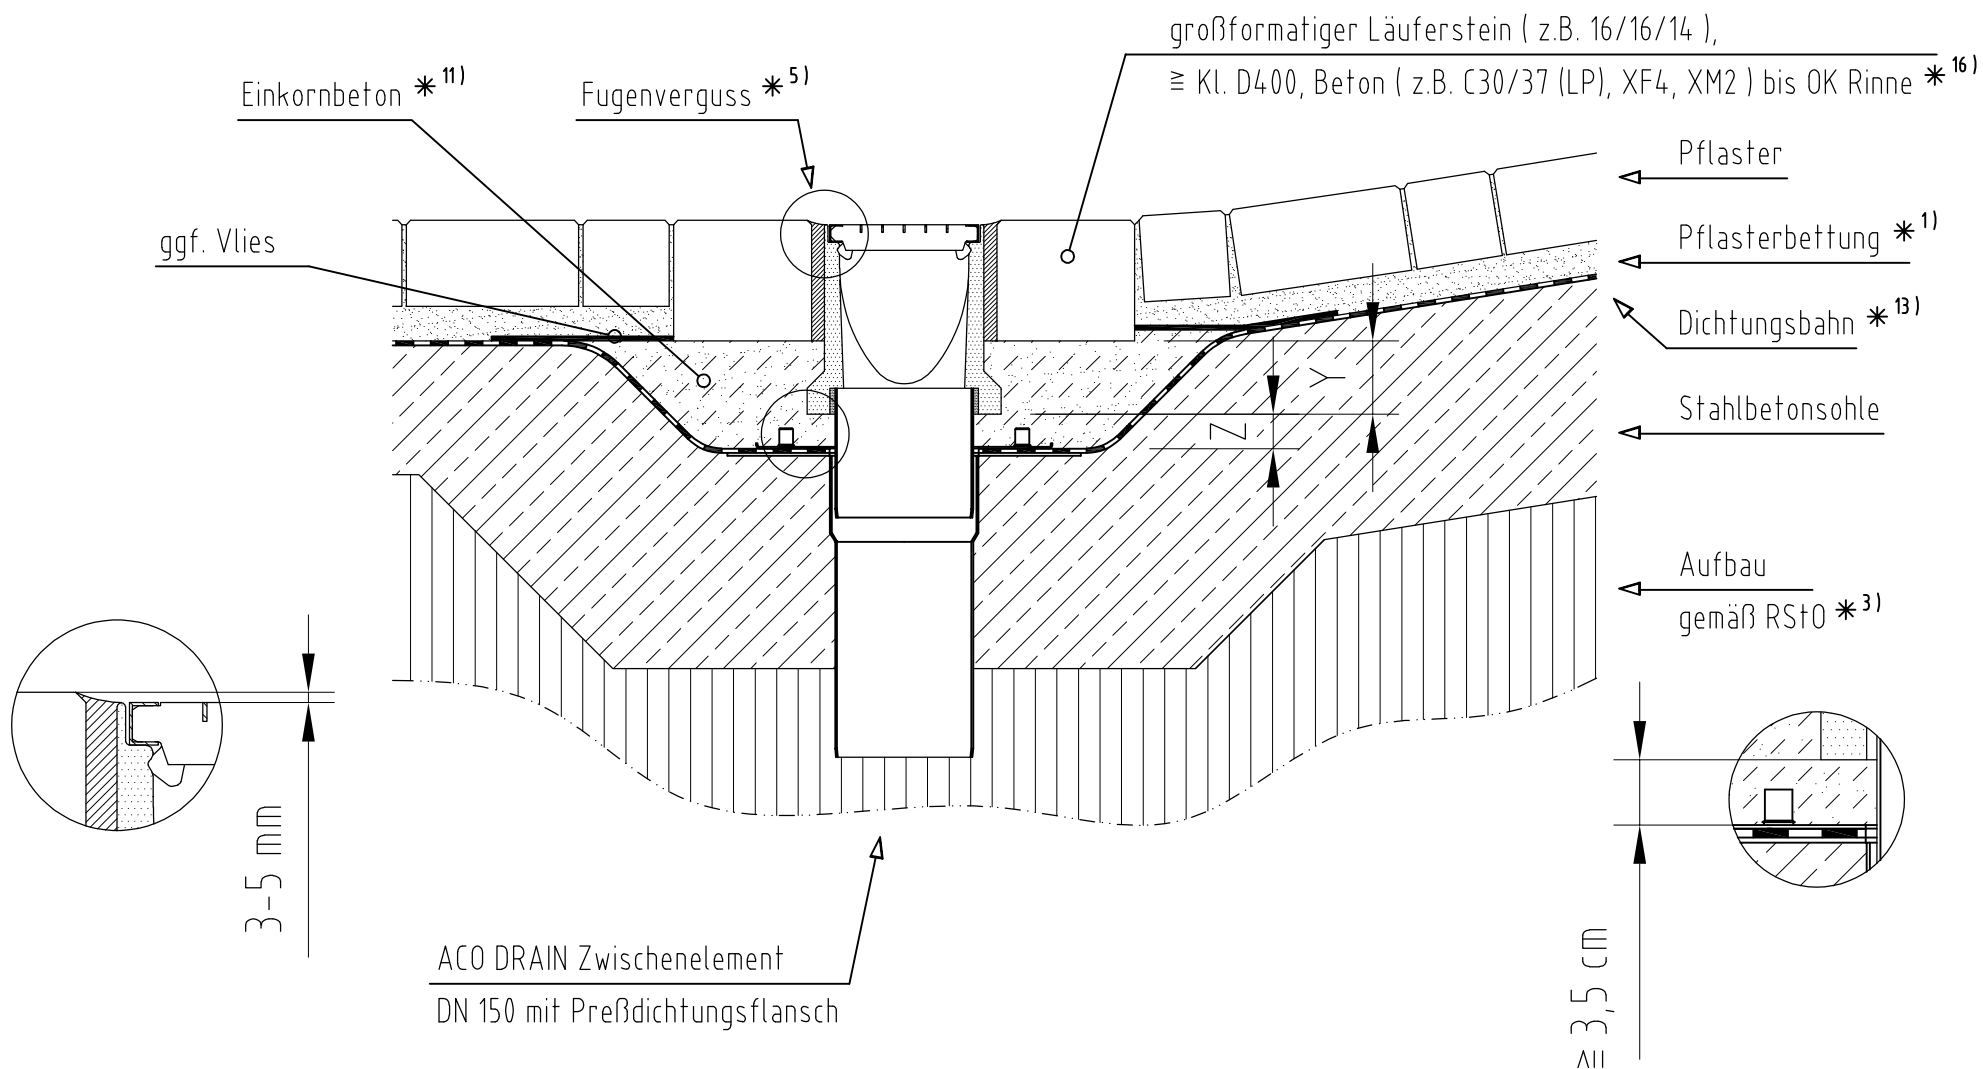 großformatiger Läuferstein ( z.B. 16/16/14 ),
≧ Kl. D400, Beton ( z.B. C30/37 (LP), XF4, XM2 ) bis OK Rinne * 16)
Einkornbeton * 11)
Fugenverguss * 5)
ggf. Vlies
Pflaster
Pflasterbettung * 1)
Dichtungsbahn * 13)
Stahlbetonsohle
Aufbau
gemäß RStO * 3)
Y
Z
3-5 mm
≧ 3,5 cm
ACO DRAIN Zwischenelement
DN 150 mit Preßdichtungsflansch